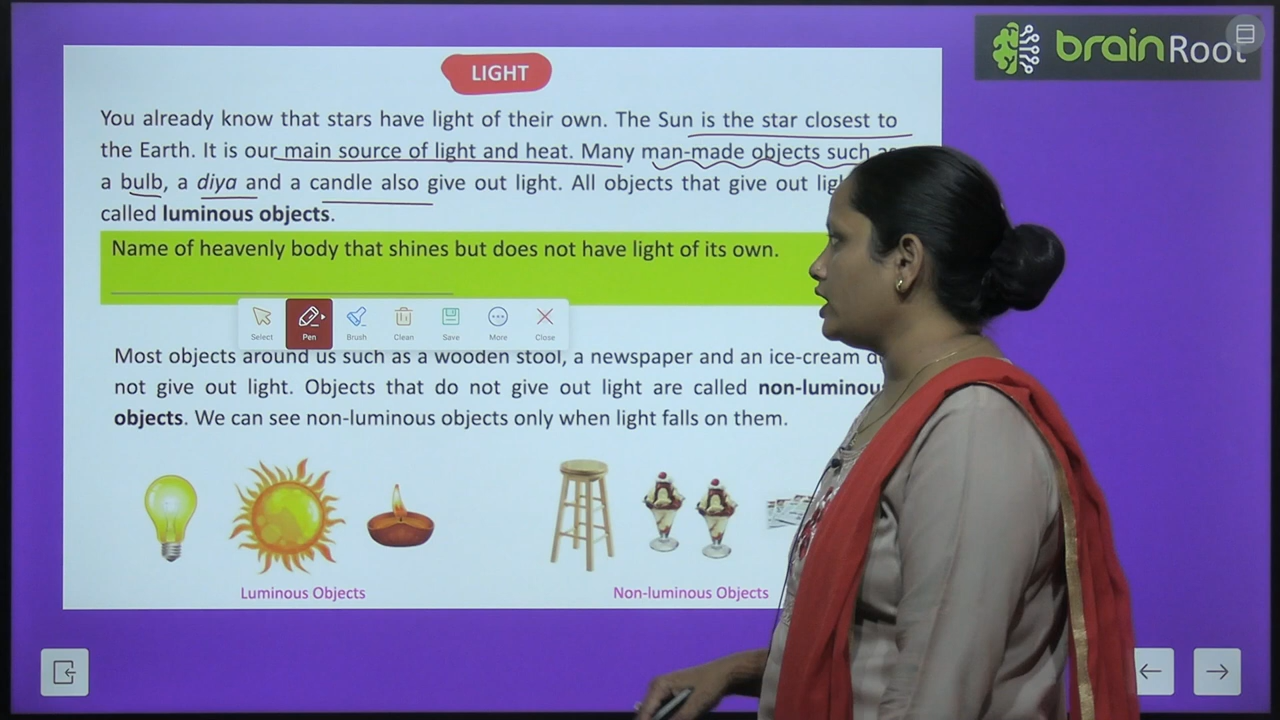 brainRoot
LIGHT
You already know that stars have light of their own. The Sun is the star closest to
the Earth. It is our main source of light and heat. Many man-made objects such
a bulb, a diya and a candle also give out light. All objects that give out
called luminous objects.
Name of heavenly body that shines but does not have light of its own.
Select Pen Brush Clean Save More Close
Most objects around us such as a wooden stool, a newspaper and an ice-cream
not give out light. Objects that do not give out light are called non-luminous
objects. We can see non-luminous objects only when light falls on them.
Luminous Objects Non-luminous Objects